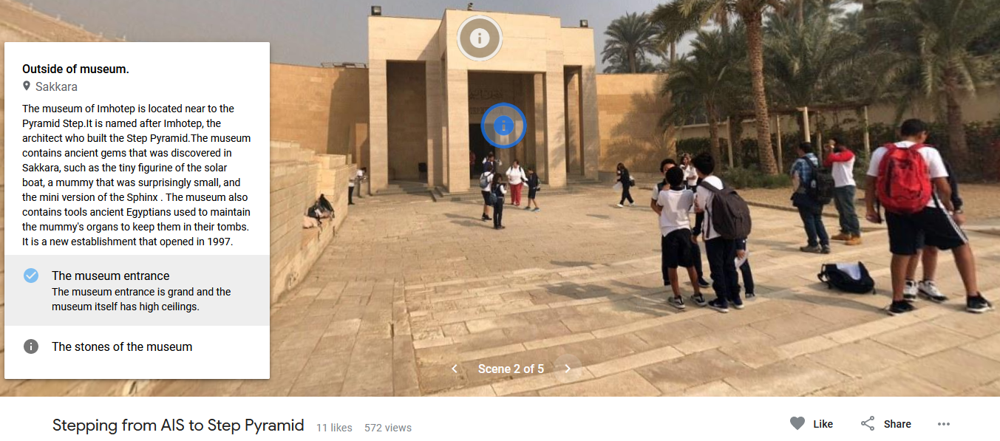 Outside of museum.
Sakkara
The museum of Imhotep is located near to the
Pyramid Step.It is named after Imhotep, the
architect who built the Step Pyramid.The museum
contains ancient gems that was discovered in
Sakkara, such as the tiny figurine of the solar
boat, a mummy that was surprisingly small, and
the mini version of the Sphinx . The museum also
contains tools ancient Egyptians used to maintain
the mummy's organs to keep them in their tombs.
It is a new establishment that opened in 1997.
The museum entrance
The museum entrance is grand and the
museum itself has high ceilings.
The stones of the museum
Scene 2 of 5
Stepping from AIS to Step Pyramid 11 likes 572 views
Like Share